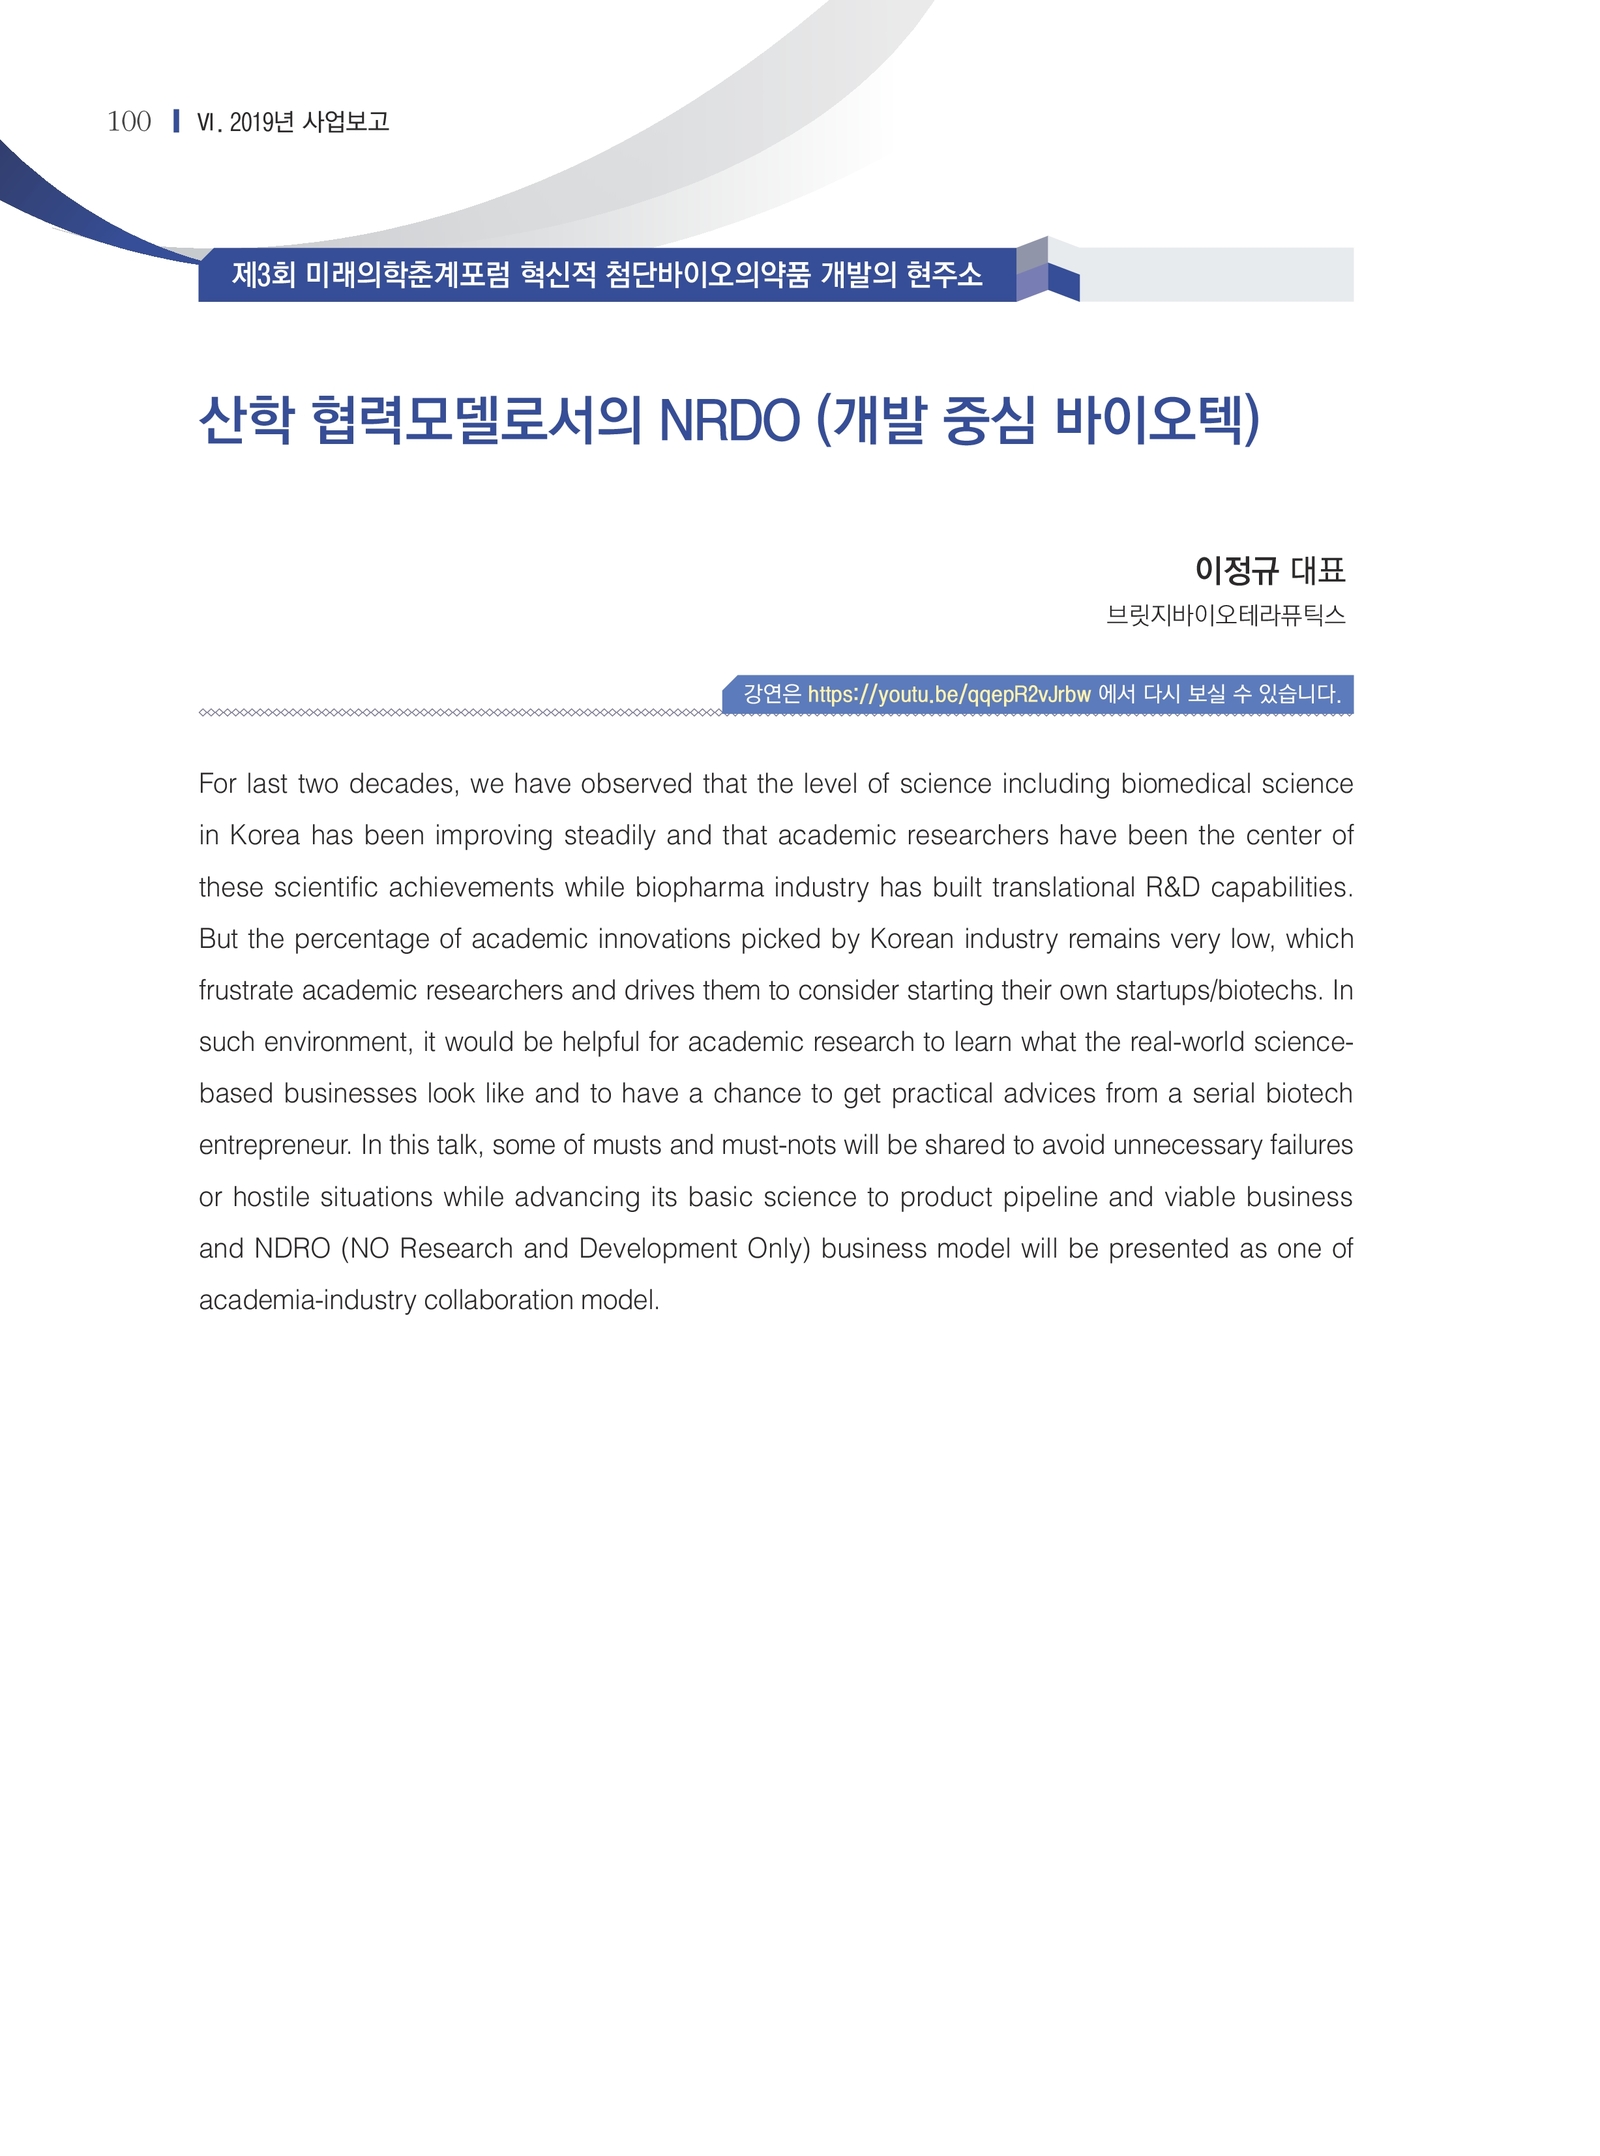 100 Ⅵ. 2019년 사업보고
제3회 미래의학춘계포럼 혁신적 첨단바이오의약품 개발의 현주소
산학 협력모델로서의 NRDO (개발 중심 바이오텍)
이정규 대표
브릿지바이오테라퓨틱스
강연은 https://youtu.be/qqepR2vJrbw 에서 다시 보실 수 있습니다.
For last two decades, we have observed that the level of science including biomedical science
in Korea has been improving steadily and that academic researchers have been the center of
these scientific achievements while biopharma industry has built translational R&D capabilities.
But the percentage of academic innovations picked by Korean industry remains very low, which
frustrate academic researchers and drives them to consider starting their own startups/biotechs. In
such environment, it would be helpful for academic research to learn what the real-world science-
based businesses look like and to have a chance to get practical advices from a serial biotech
entrepreneur. In this talk, some of musts and must-nots will be shared to avoid unnecessary failures
or hostile situations while advancing its basic science to product pipeline and viable business
and NDRO (NO Research and Development Only) business model will be presented as one of
academia-industry collaboration model.